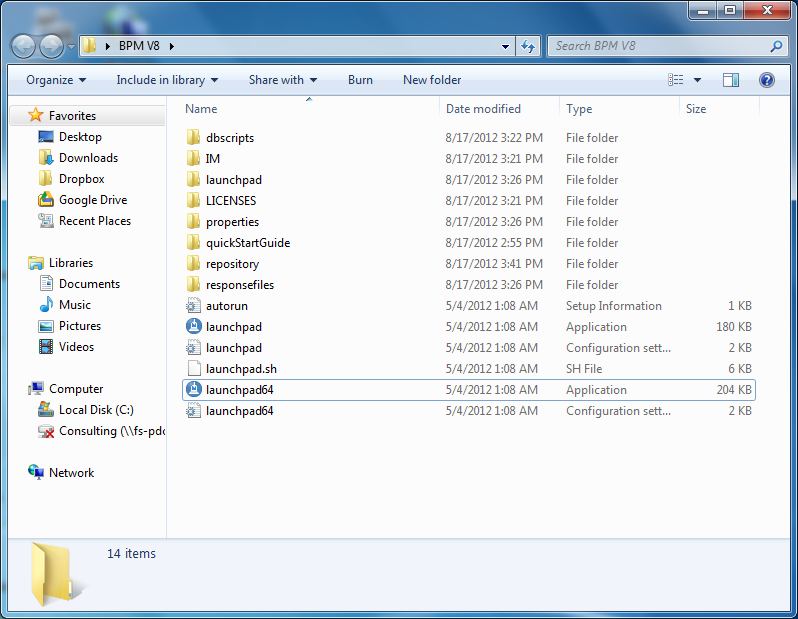 BPM V8
Search BPM V8
Organize Include in library Share with Burn New folder
Favorites
Desktop
Downloads
Dropbox
Google Drive
Recent Places
Libraries
Documents
Music
Pictures
Videos
Computer
Local Disk (C:)
Consulting (\\fs-pdc
Network
Name Date modified Type Size
dbscripts 8/17/2012 3:22 PM File folder
IM 8/17/2012 3:21 PM File folder
launchpad 8/17/2012 3:26 PM File folder
LICENSES 8/17/2012 3:21 PM File folder
properties 8/17/2012 3:26 PM File folder
quickStartGuide 8/17/2012 2:55 PM File folder
repository 8/17/2012 3:41 PM File folder
responsefiles 8/17/2012 3:26 PM File folder
autorun 5/4/2012 1:08 AM Setup Information 1 KB
launchpad 5/4/2012 1:08 AM Application 180 KB
launchpad 5/4/2012 1:08 AM Configuration sett... 2 KB
launchpad.sh 5/4/2012 1:08 AM SH File 6 KB
launchpad64 5/4/2012 1:08 AM Application 204 KB
launchpad64 5/4/2012 1:08 AM Configuration sett... 2 KB
14 items